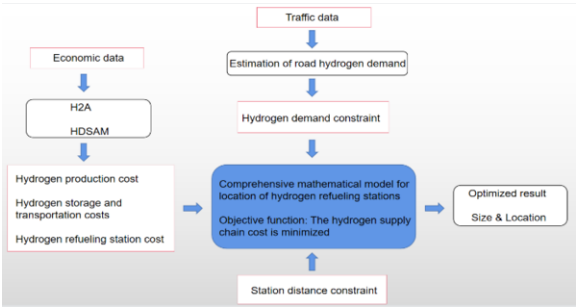 Traffic data
Economic data
Estimation of road hydrogen demand
H2A
HDSAM
Hydrogen demand constraint
Hydrogen production cost
Hydrogen storage and
transportation costs
Hydrogen refueling station cost
Comprehensive mathematical model for
location of hydrogen refueling stations
Objective function: The hydrogen supply
chain cost is minimized
Optimized result
Size & Location
Station distance constraint